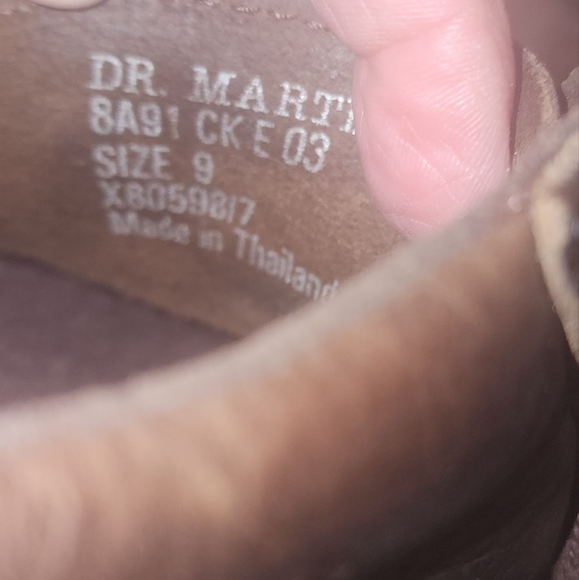 DR. MART
8A91 CK E 03
SIZE 9
X8059817
Made in Thailand